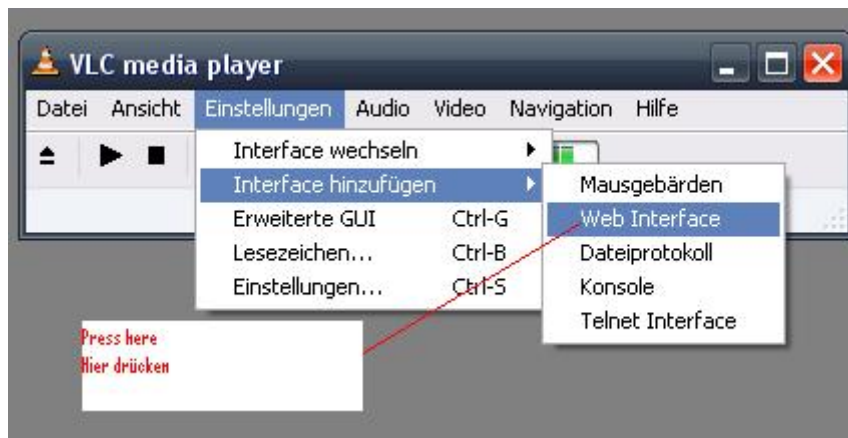 VLC media player
Datei Ansicht Einstellungen Audio Video Navigation Hilfe
Interface wechseln
Interface hinzufügen
Erweiterte GUI Ctrl-G
Lesezeichen... Ctrl-B
Einstellungen... Ctrl-S
Mausgebärden
Web Interface
Dateiprotokoll
Konsole
Telnet Interface
Press here
Hier drücken